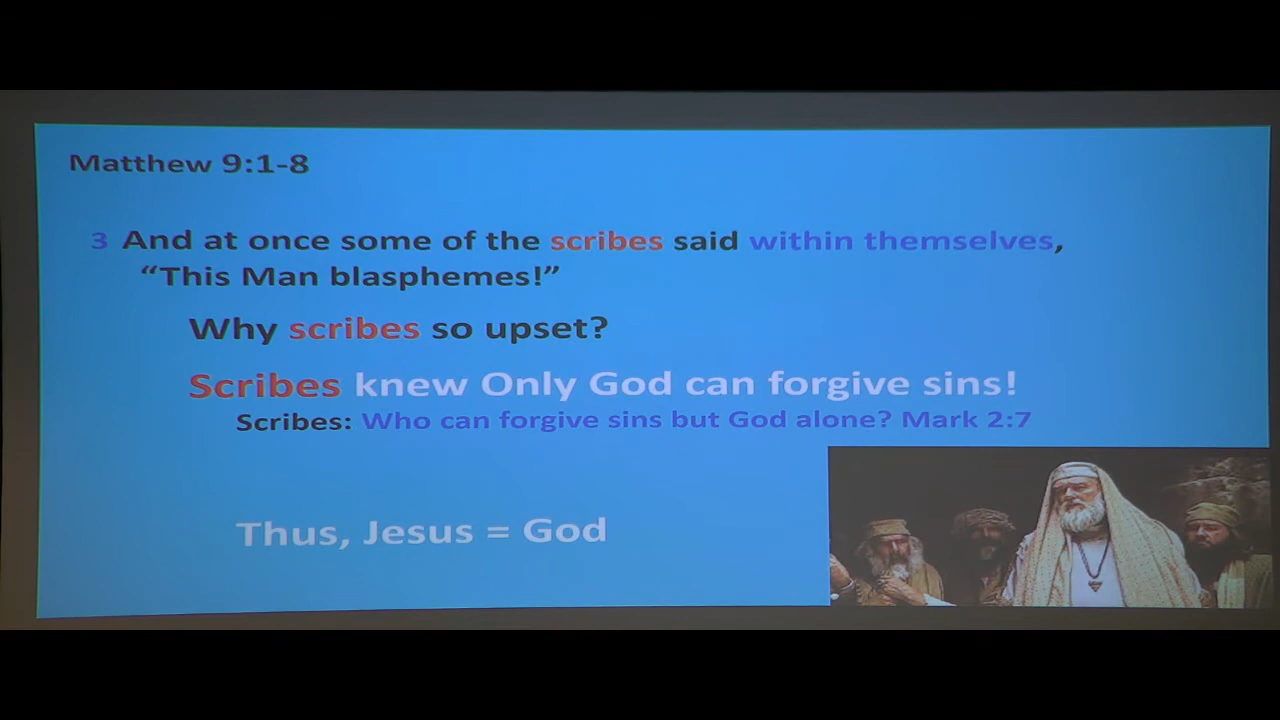 Matthew 9:1-8
3 And at once some of the scribes said within themselves,
“This Man blasphemes!”
Why scribes so upset?
Scribes knew Only God can forgive sins!
Scribes: Who can forgive sins but God alone? Mark 2:7
Thus, Jesus = God